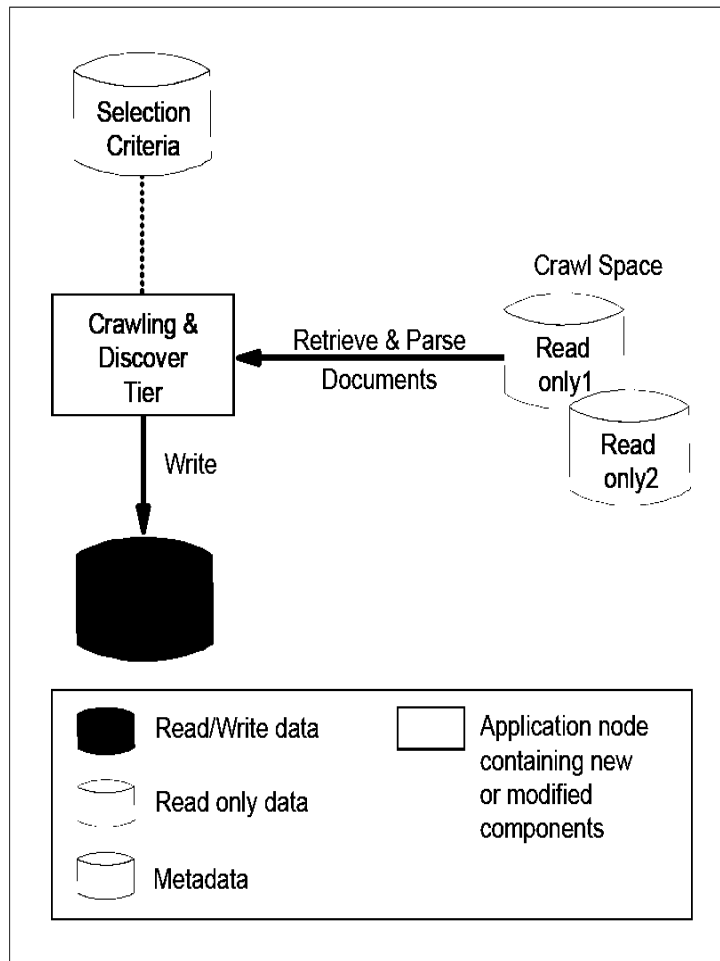 Selection
Criteria
Crawl Space
Crawling &
Discover
Tier
Retrieve & Parse
Documents
Read
only1
Read
only2
Write
Read/Write data
Read only data
Metadata
Application node
containing new
or modified
components